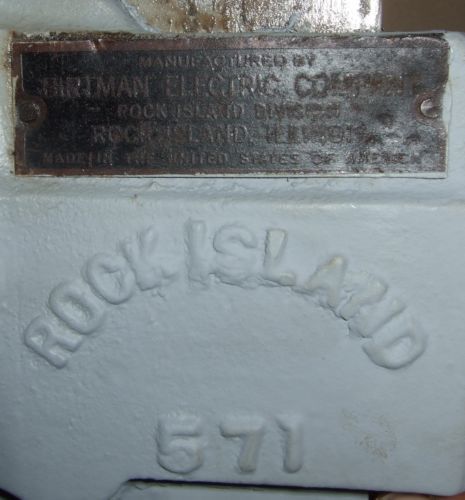 MANUFACTURED BY
BIRTMAN ELECTRIC COMPANY
ROCK ISLAND DIVISION
ROCK ISLAND, ILLINOIS
MADE IN THE UNITED STATES OF AMERICA
ROCK ISLAND
571